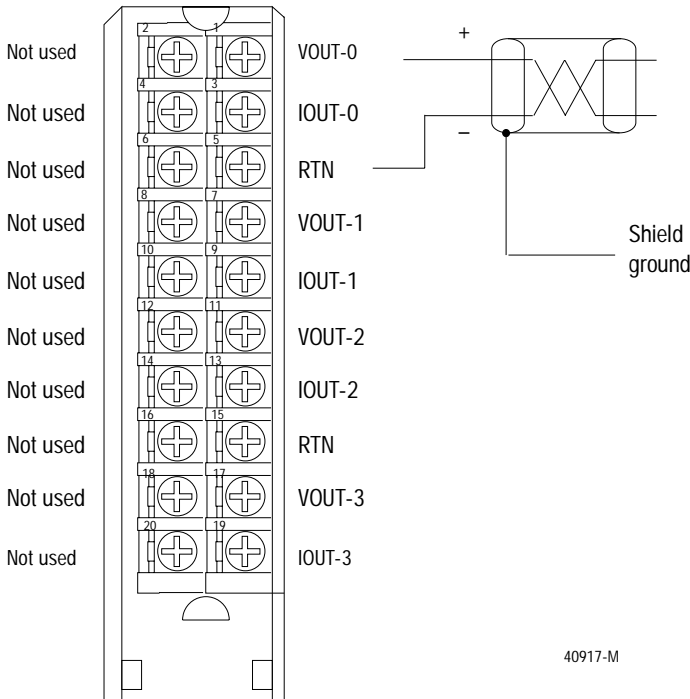 2 1
Not used VOUT-0 +
4 3
Not used IOUT-0
6 5 –
Not used RTN
8 7
Not used VOUT-1 Shield
10 9 ground
Not used IOUT-1
12 11
Not used VOUT-2
14 13
Not used IOUT-2
16 15
Not used RTN
18 17
Not used VOUT-3
20 19
Not used IOUT-3
40917-M